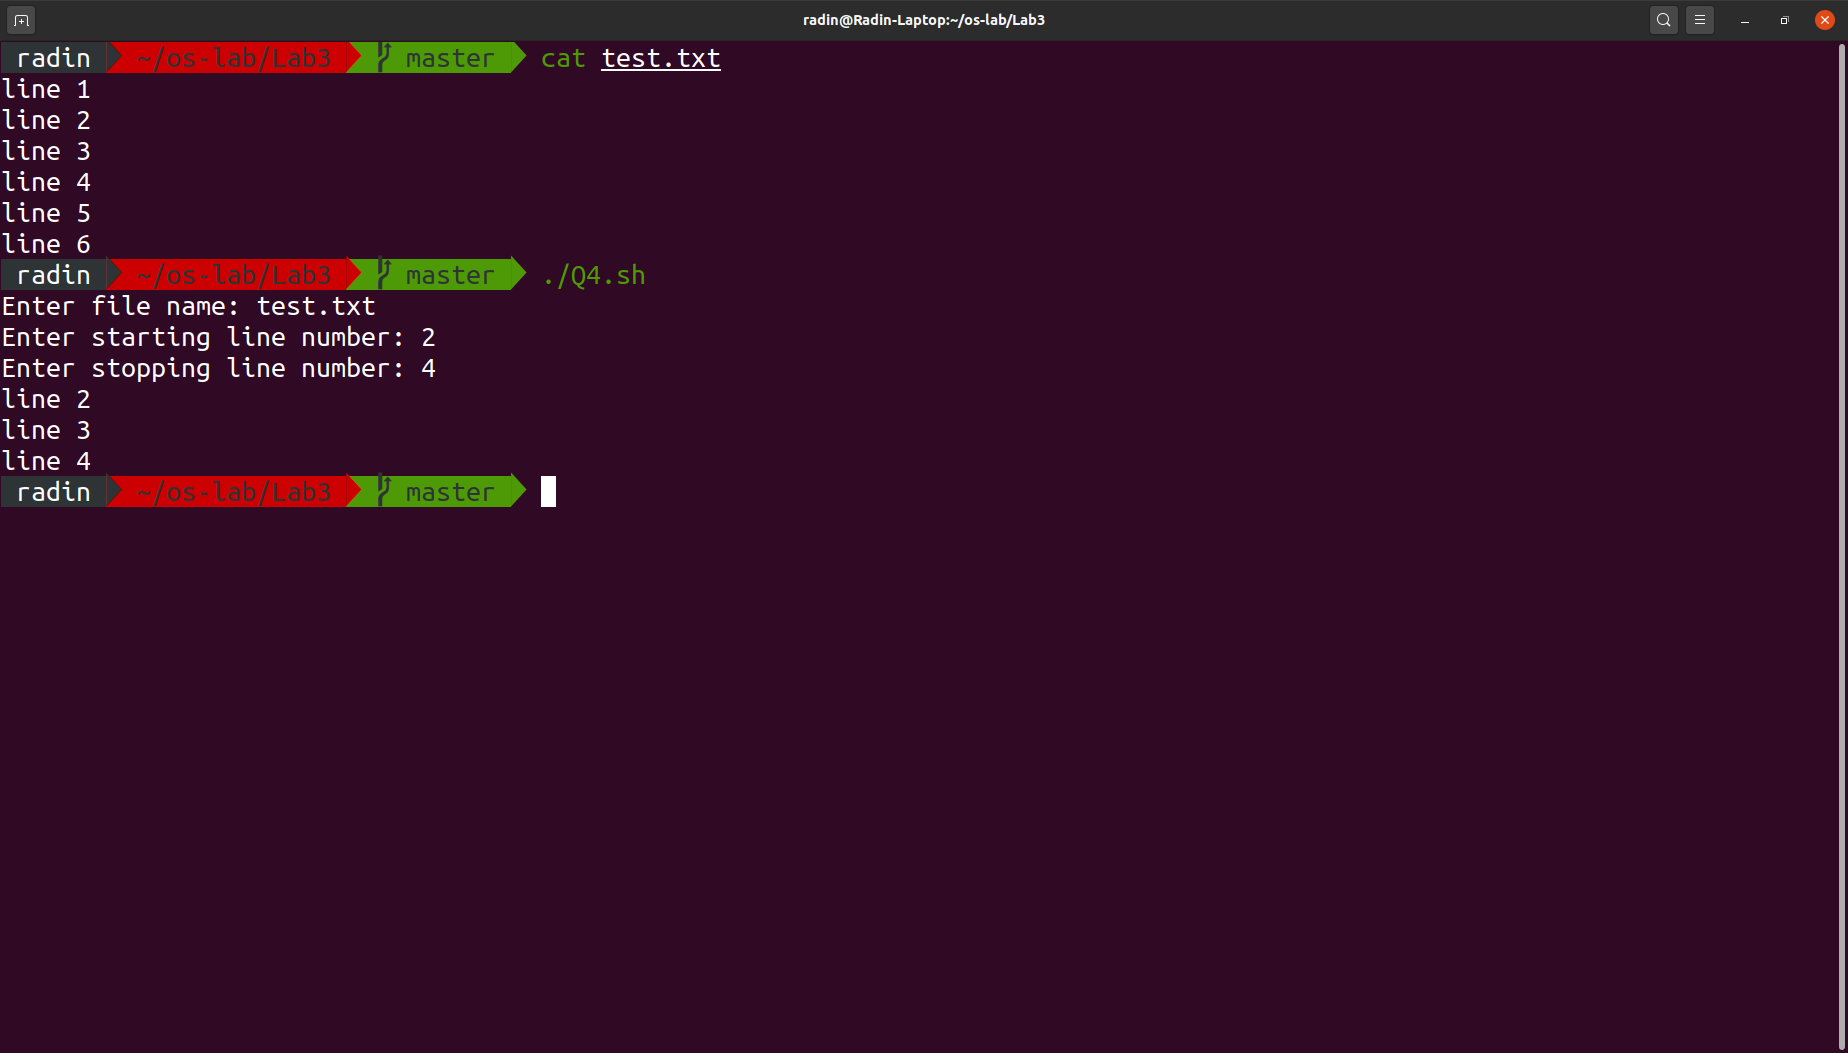 radin@Radin-Laptop:~/os-lab/Lab3
radin ~/os-lab/Lab3 master cat test.txt
line 1
line 2
line 3
line 4
line 5
line 6
radin ~/os-lab/Lab3 master ./Q4.sh
Enter file name: test.txt
Enter starting line number: 2
Enter stopping line number: 4
line 2
line 3
line 4
radin ~/os-lab/Lab3 master